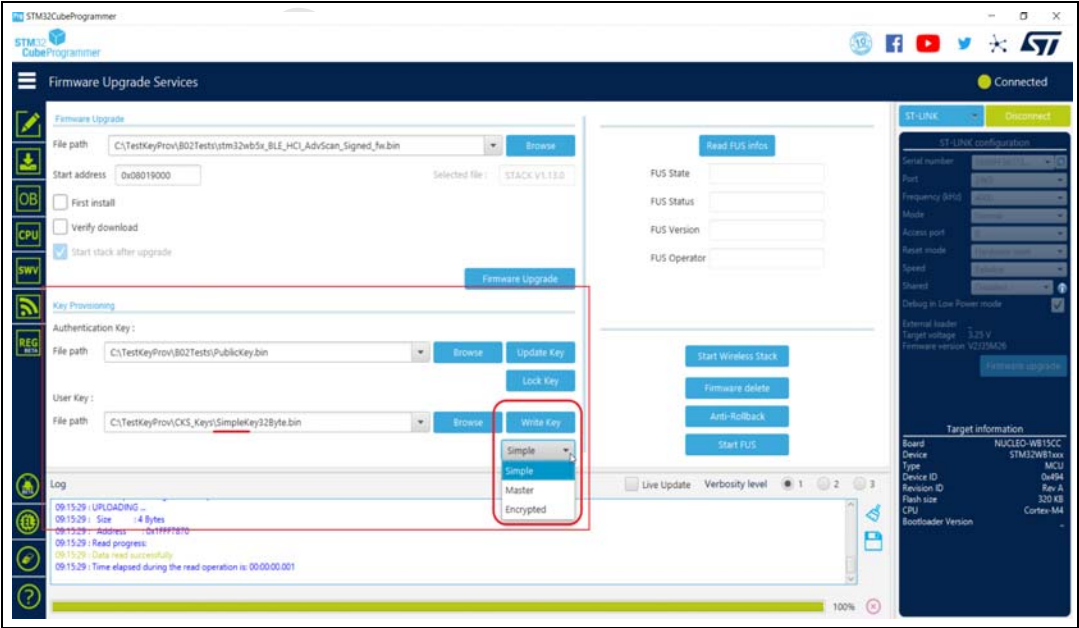 STM32CubeProgrammer
STM32
CubeProgrammer
Firmware Upgrade Services
Connected
Firmware Upgrade
File path C:\TestKeyProv\B02Tests\stm32wb5x_BLE_HCI_AdvScan_Signed_fw.bin Browse
Start address 0x08019000 Selected file : STACK V1.13.0
First install
Verify download
Start stack after upgrade
Firmware Upgrade
Key Provisioning
Authentication Key :
File path C:\TestKeyProv\B02Tests\PublicKey.bin Browse Update Key
Lock Key
User Key :
File path C:\TestKeyProv\CKS_Keys\SimpleKey32Byte.bin Browse Write Key
Simple
Simple
Master
Encrypted
Read FUS infos
FUS State
FUS Status
FUS Version
FUS Operator
Start Wireless Stack
Firmware delete
Anti-Rollback
Start FUS
OB
CPU
SWV
REG
BETA
Log
Live Update Verbosity level 1 2 3
09:15:29 : UPLOADING ...
09:15:29 : Size : 4 Bytes
09:15:29 : Address : 0x1FFF7870
09:15:29 : Read progress:
09:15:29 : Data read successfully
09:15:29 : Time elapsed during the read operation is: 00:00:00.001
100%
ST-LINK Disconnect
ST-LINK configuration
Serial number
Port
Frequency (kHz)
Mode
Access port
Reset mode
Speed
Shared
Debug in Low Power mode
External loader _
Target voltage 3.25 V
Firmware version V2J35M26
Firmware upgrade
Target information
Board NUCLEO-WB15CC
Device STM32WB1xxx
Type MCU
Device ID 0x494
Revision ID Rev A
Flash size 320 KB
CPU Cortex-M4
Bootloader Version _